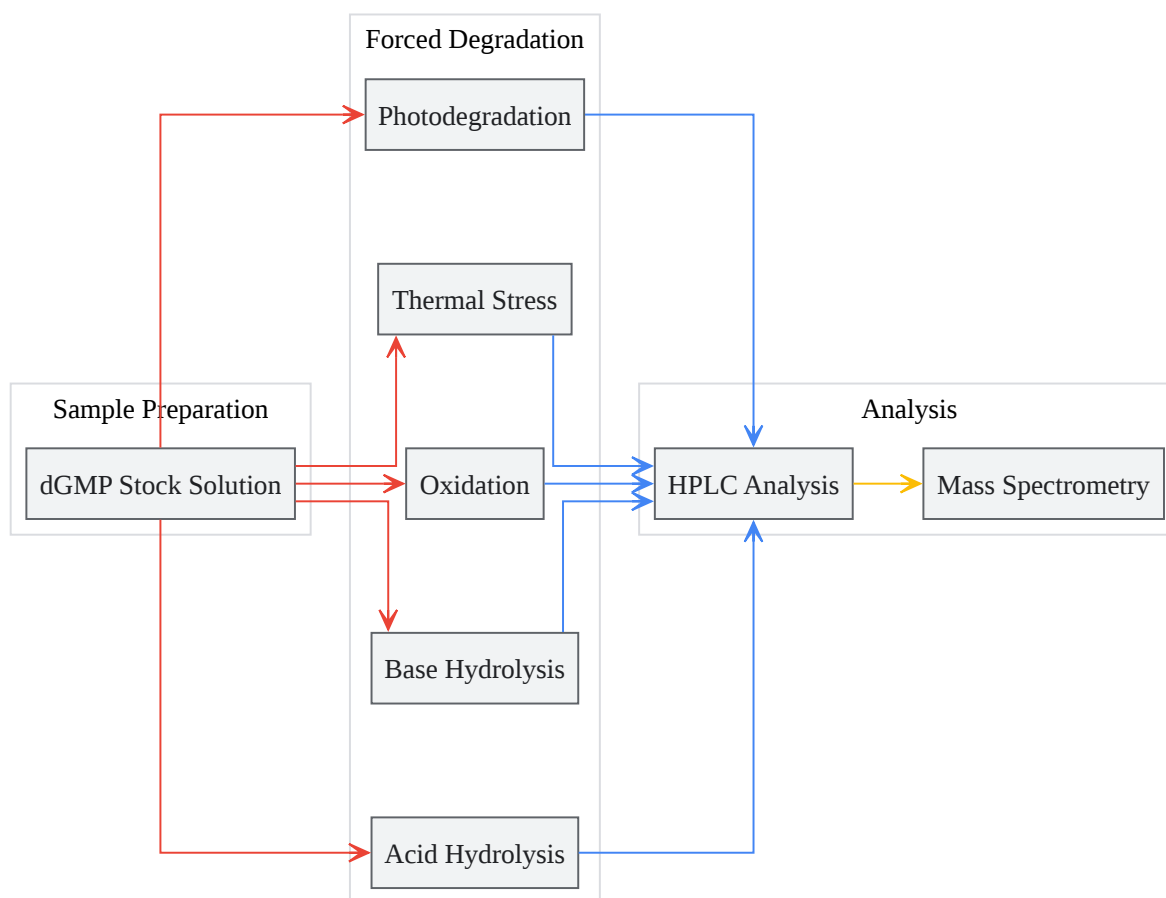 Forced Degradation
Photodegradation
Thermal Stress
Sample Preparation
Analysis
dGMP Stock Solution
Oxidation
HPLC Analysis
Mass Spectrometry
Base Hydrolysis
Acid Hydrolysis